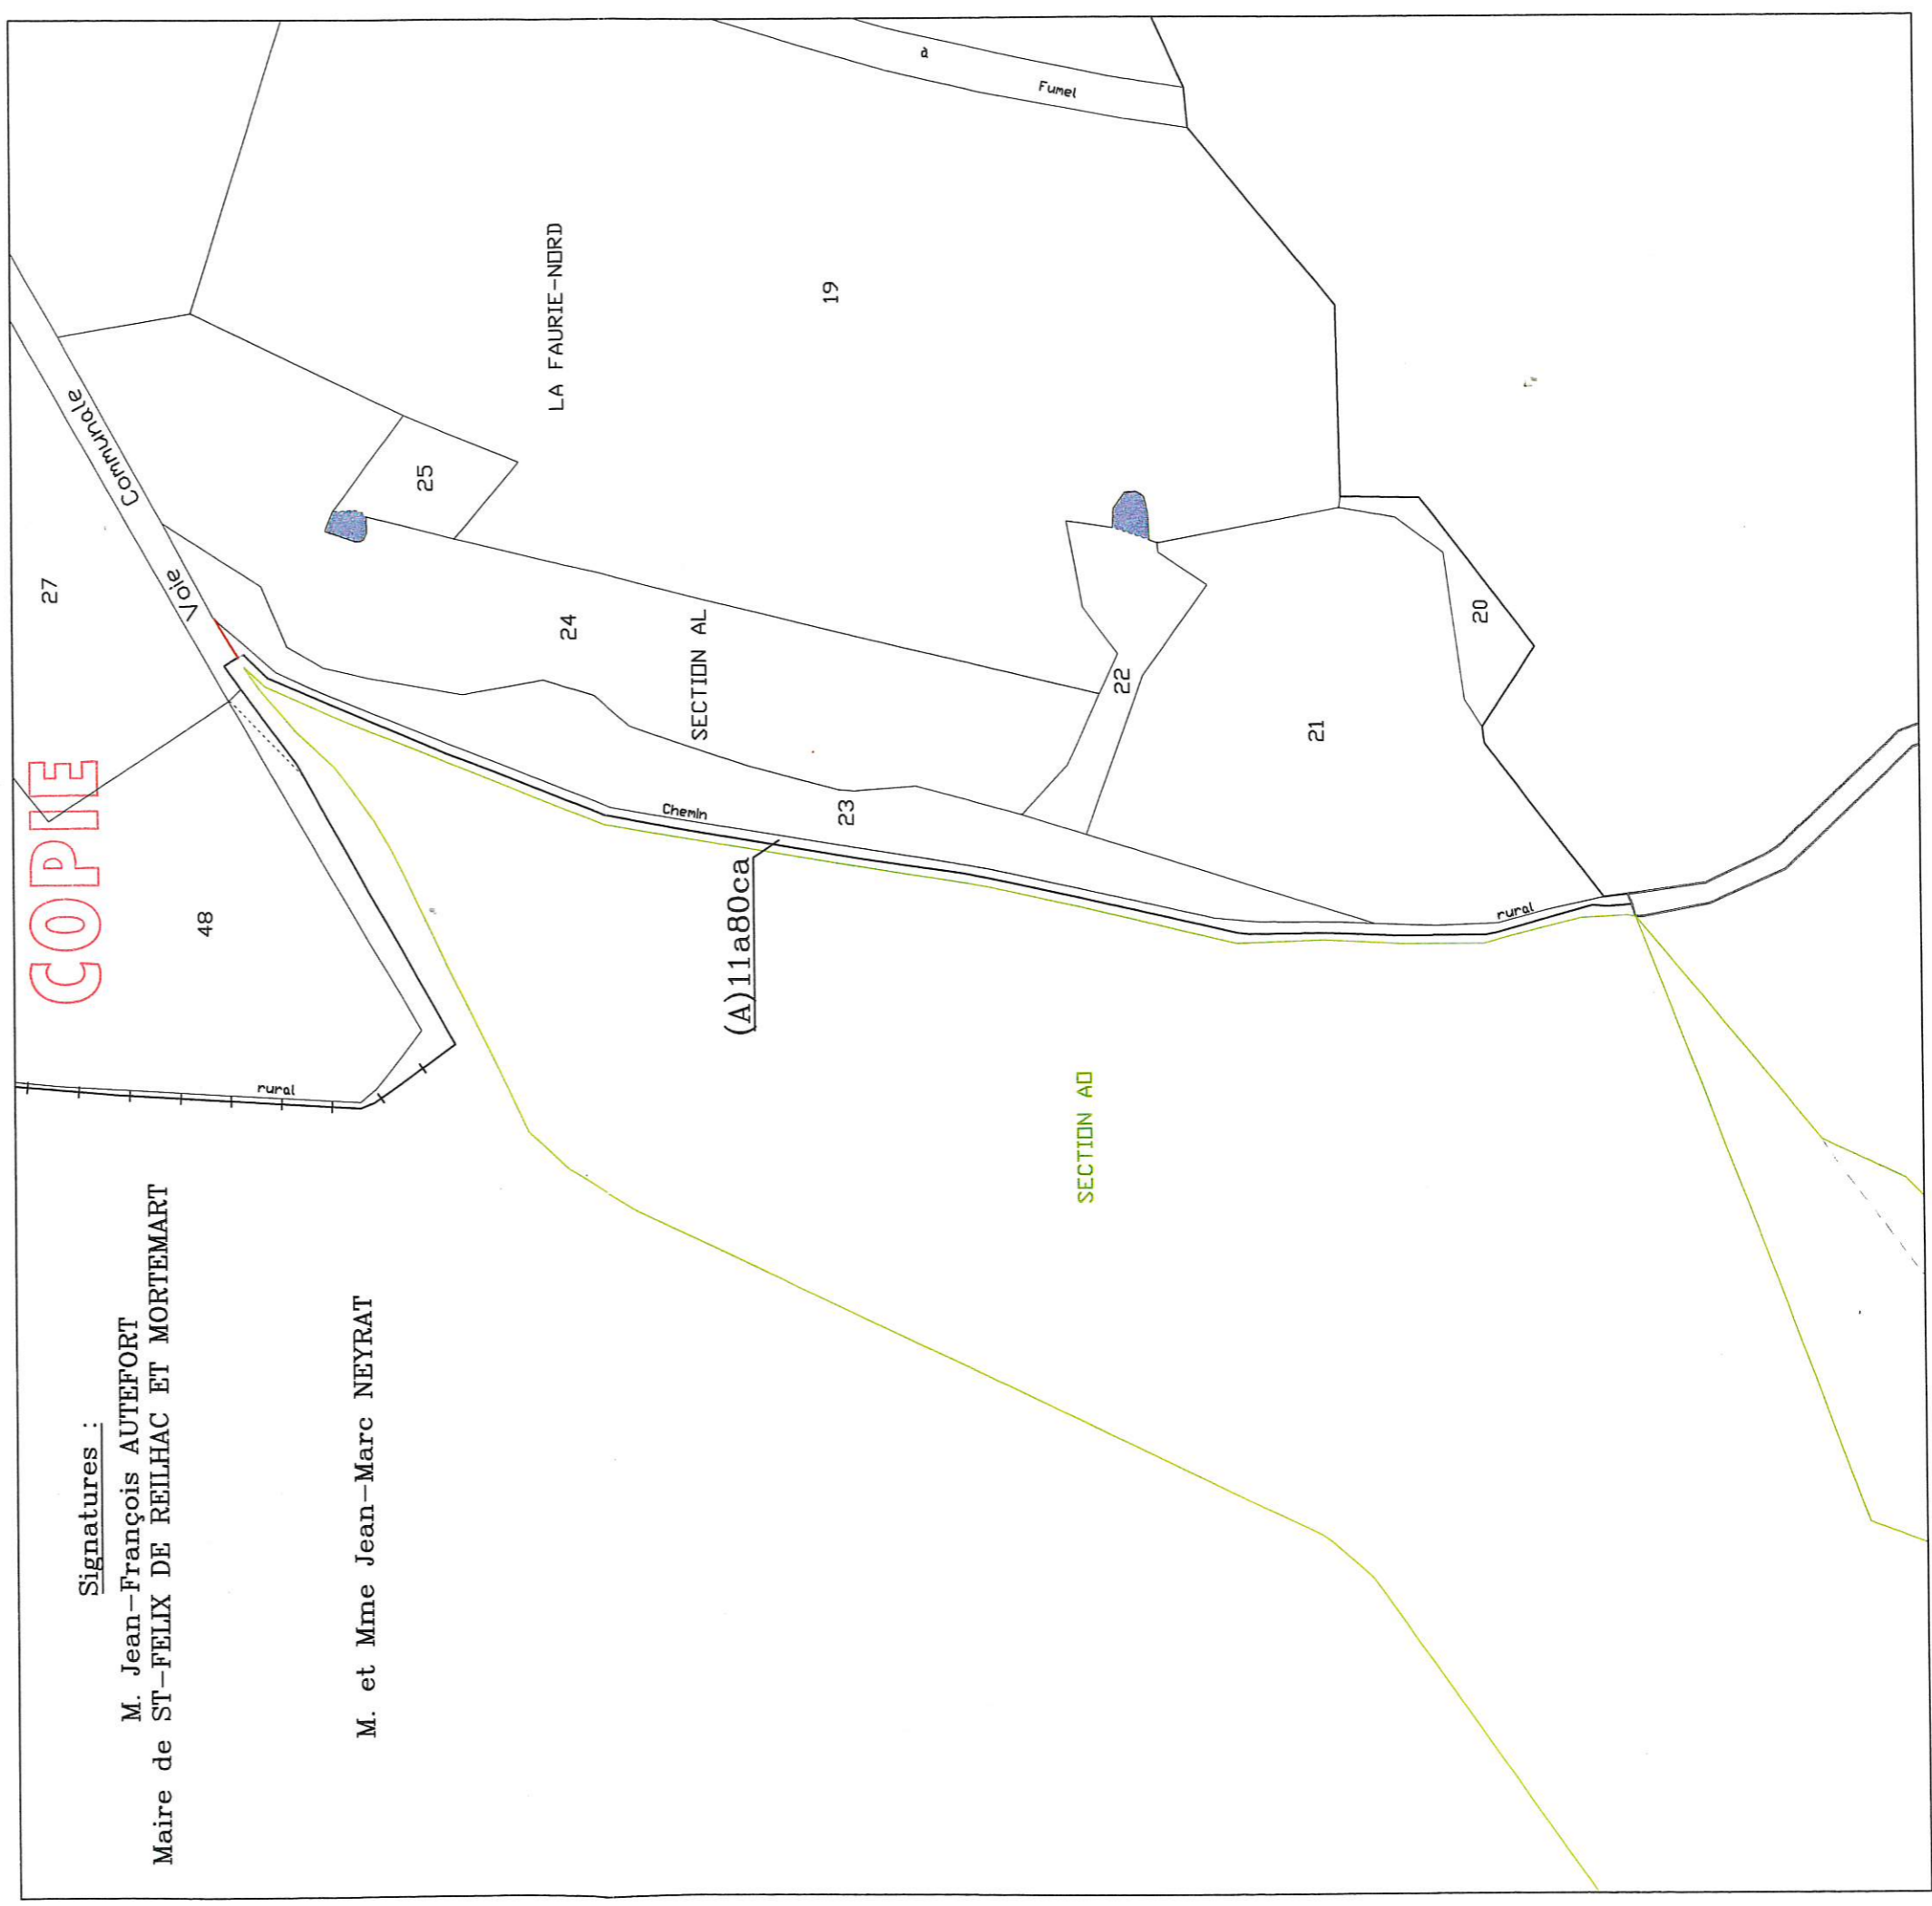 COPIE
Signatures :
M. Jean-François AUTEFORT
Maire de ST-FELIX DE REILHAC ET MORTEMART
M. et Mme Jean-Marc NEYRAT
27
48
rural
Voie Communale
25
24
LA FAURIE-NORD
SECTION AL
19
à
Fumel
Chemin
23
(A)11a80ca
22
21
20
rural
SECTION AD